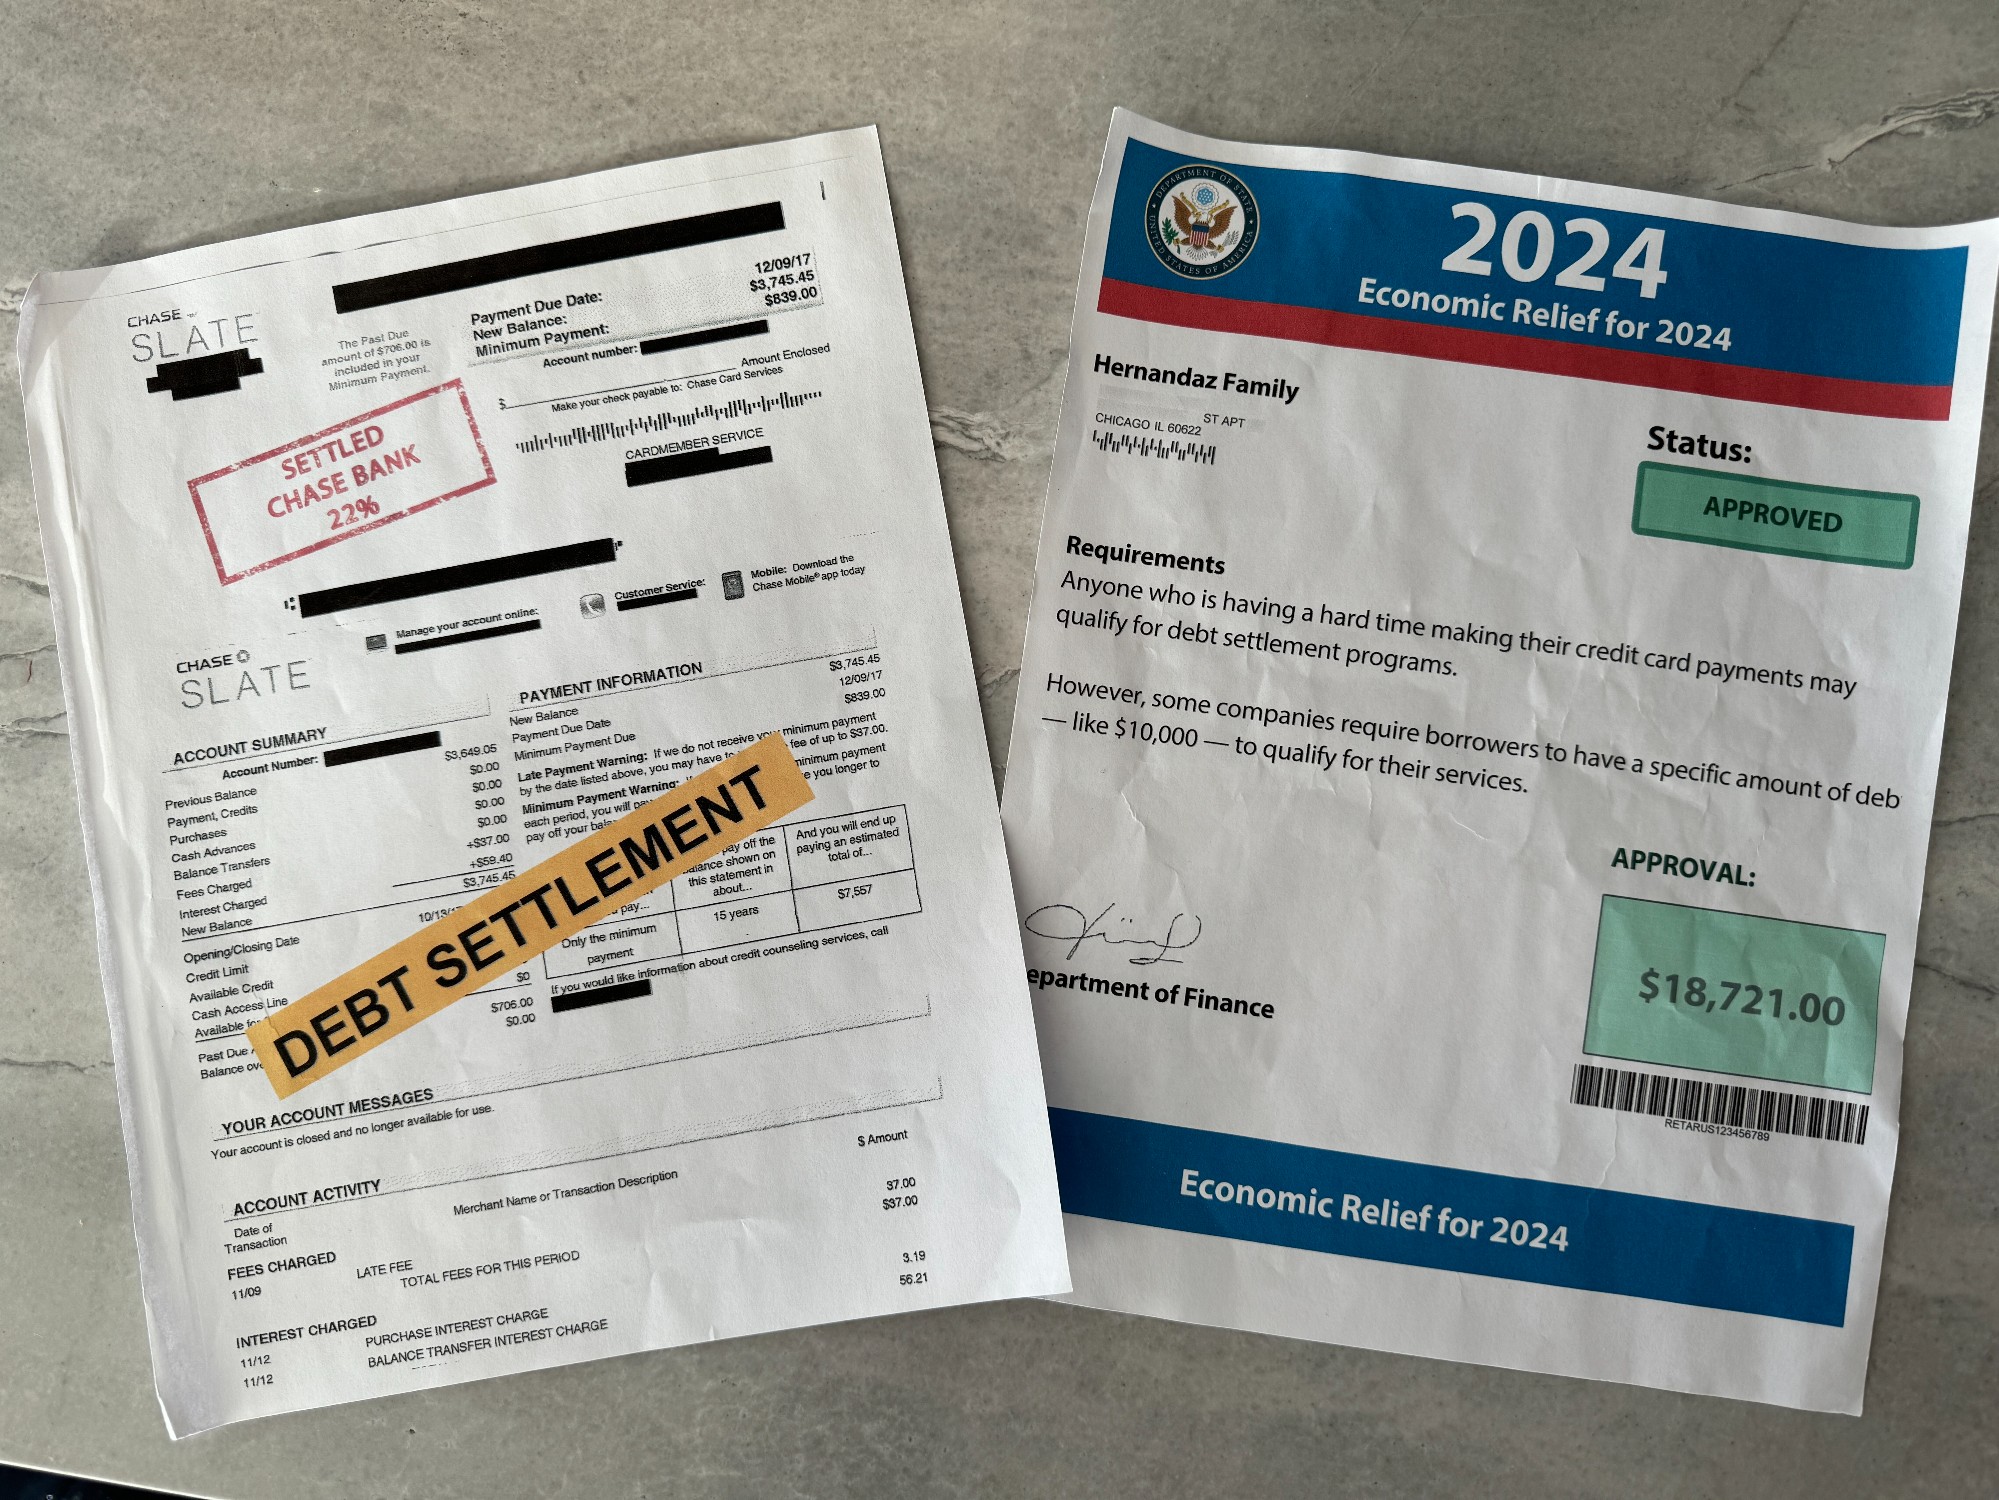 CHASE
SLATE
The Past Due
amount of $706.00 is
included in your
Minimum Payment.
Payment Due Date: 12/09/17
New Balance: $3,745.45
Minimum Payment: $839.00
Account number:
$ Amount Enclosed
Make your check payable to: Chase Card Services
CARDMEMBER SERVICE
SETTLED
CHASE BANK
22%
Manage your account online:
Customer Service:
Mobile: Download the
Chase Mobile® app today
CHASE
SLATE
ACCOUNT SUMMARY
Account Number:
Previous Balance $3,649.05
Payment, Credits $0.00
Purchases $0.00
Cash Advances $0.00
Balance Transfers $0.00
Fees Charged +$37.00
Interest Charged +$59.40
New Balance $3,745.45
Opening/Closing Date 10/13/
Credit Limit
Available Credit
Cash Access Line
Available for $0
Past Due $706.00
Balance ove $0.00
PAYMENT INFORMATION
New Balance $3,745.45
Payment Due Date 12/09/17
Minimum Payment Due $839.00
Late Payment Warning: If we do not receive your minimum payment
by the date listed above, you may have to fee of up to $37.00.
Minimum Payment Warning: minimum payment
each period, you will pay e you longer to
pay off your bala
pay...
pay off the
balance shown on
this statement in
about...
And you will end up
paying an estimated
total of...
Only the minimum
payment
15 years
$7,557
If you would like information about credit counseling services, call
DEBT SETTLEMENT
YOUR ACCOUNT MESSAGES
Your account is closed and no longer available for use.
ACCOUNT ACTIVITY
Date of
Transaction
Merchant Name or Transaction Description
$ Amount
FEES CHARGED
11/09 LATE FEE 37.00
TOTAL FEES FOR THIS PERIOD $37.00
INTEREST CHARGED
11/12 PURCHASE INTEREST CHARGE 3.19
11/12 BALANCE TRANSFER INTEREST CHARGE 56.21
DEPARTMENT OF STATE
UNITED STATES OF AMERICA
2024
Economic Relief for 2024
Hernandaz Family
ST APT
CHICAGO IL 60622
Status:
APPROVED
Requirements
Anyone who is having a hard time making their credit card payments may
qualify for debt settlement programs.
However, some companies require borrowers to have a specific amount of deb
— like $10,000 — to qualify for their services.
APPROVAL:
$18,721.00
epartment of Finance
RETARUS123456789
Economic Relief for 2024